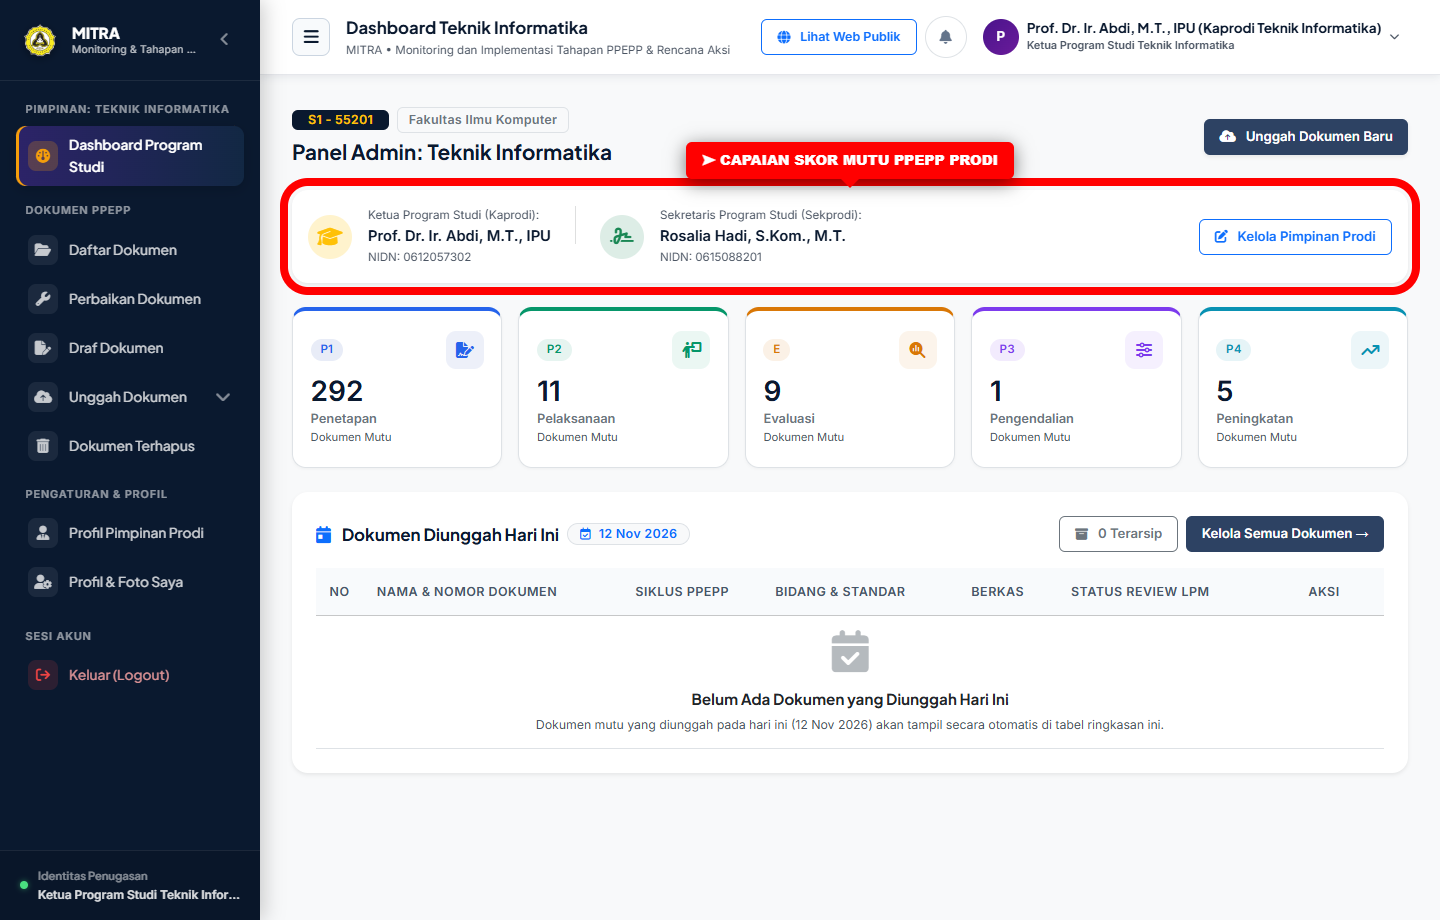 MITRA
Monitoring & Tahapan ...
PIMPINAN: TEKNIK INFORMATIKA
Dashboard Program
Studi
DOKUMEN PPEPP
Daftar Dokumen
Perbaikan Dokumen
Draf Dokumen
Unggah Dokumen
Dokumen Terhapus
PENGATURAN & PROFIL
Profil Pimpinan Prodi
Profil & Foto Saya
SESI AKUN
Keluar (Logout)
Identitas Penugasan
Ketua Program Studi Teknik Infor...
Dashboard Teknik Informatika
MITRA • Monitoring dan Implementasi Tahapan PPEPP & Rencana Aksi
Lihat Web Publik
P
Prof. Dr. Ir. Abdi, M.T., IPU (Kaprodi Teknik Informatika)
Ketua Program Studi Teknik Informatika
S1 - 55201
Fakultas Ilmu Komputer
Panel Admin: Teknik Informatika
➤ CAPAIAN SKOR MUTU PPEPP PRODI
Unggah Dokumen Baru
Ketua Program Studi (Kaprodi):
Prof. Dr. Ir. Abdi, M.T., IPU
NIDN: 0612057302
Sekretaris Program Studi (Sekprodi):
Rosalia Hadi, S.Kom., M.T.
NIDN: 0615088201
Kelola Pimpinan Prodi
P1
292
Penetapan
Dokumen Mutu
P2
11
Pelaksanaan
Dokumen Mutu
E
9
Evaluasi
Dokumen Mutu
P3
1
Pengendalian
Dokumen Mutu
P4
5
Peningkatan
Dokumen Mutu
Dokumen Diunggah Hari Ini
12 Nov 2026
0 Terarsip
Kelola Semua Dokumen →
NO NAMA & NOMOR DOKUMEN SIKLUS PPEPP BIDANG & STANDAR BERKAS STATUS REVIEW LPM AKSI
Belum Ada Dokumen yang Diunggah Hari Ini
Dokumen mutu yang diunggah pada hari ini (12 Nov 2026) akan tampil secara otomatis di tabel ringkasan ini.